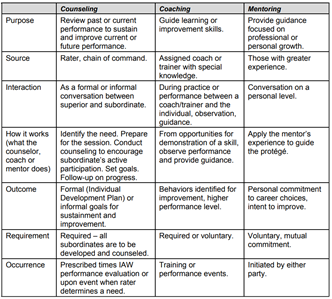 Counseling Coaching Mentoring
Purpose Review past or current Guide learning or Provide guidance
performance to sustain improvement skills. focused on
and improve current or professional or
future performance. personal growth.
Source Rater, chain of command. Assigned coach or Those with greater
trainer with special experience.
knowledge.
Interaction As a formal or informal During practice or Conversation on a
conversation between performance between a personal level.
superior and subordinate. coach/trainer and the
individual, observation,
guidance.
How it works Identify the need. Prepare From opportunities for Apply the mentor's
(what the for the session. Conduct demonstration of a skill, experience to guide
counselor, counseling to encourage observe performance the protégé.
coach or subordinate's active and provide guidance.
mentor does) participation. Set goals.
Follow-up on progress.
Outcome Formal (Individual Behaviors identified for Personal commitment
Development Plan) or improvement, higher to career choices,
informal goals for performance level. intent to improve.
sustainment and
improvement.
Requirement Required – all Required or voluntary. Voluntary, mutual
subordinates are to be commitment.
developed and counseled.
Occurrence Prescribed times IAW Training or Initiated by either
performance evaluation or performance events. party.
upon event when rater
determines a need.